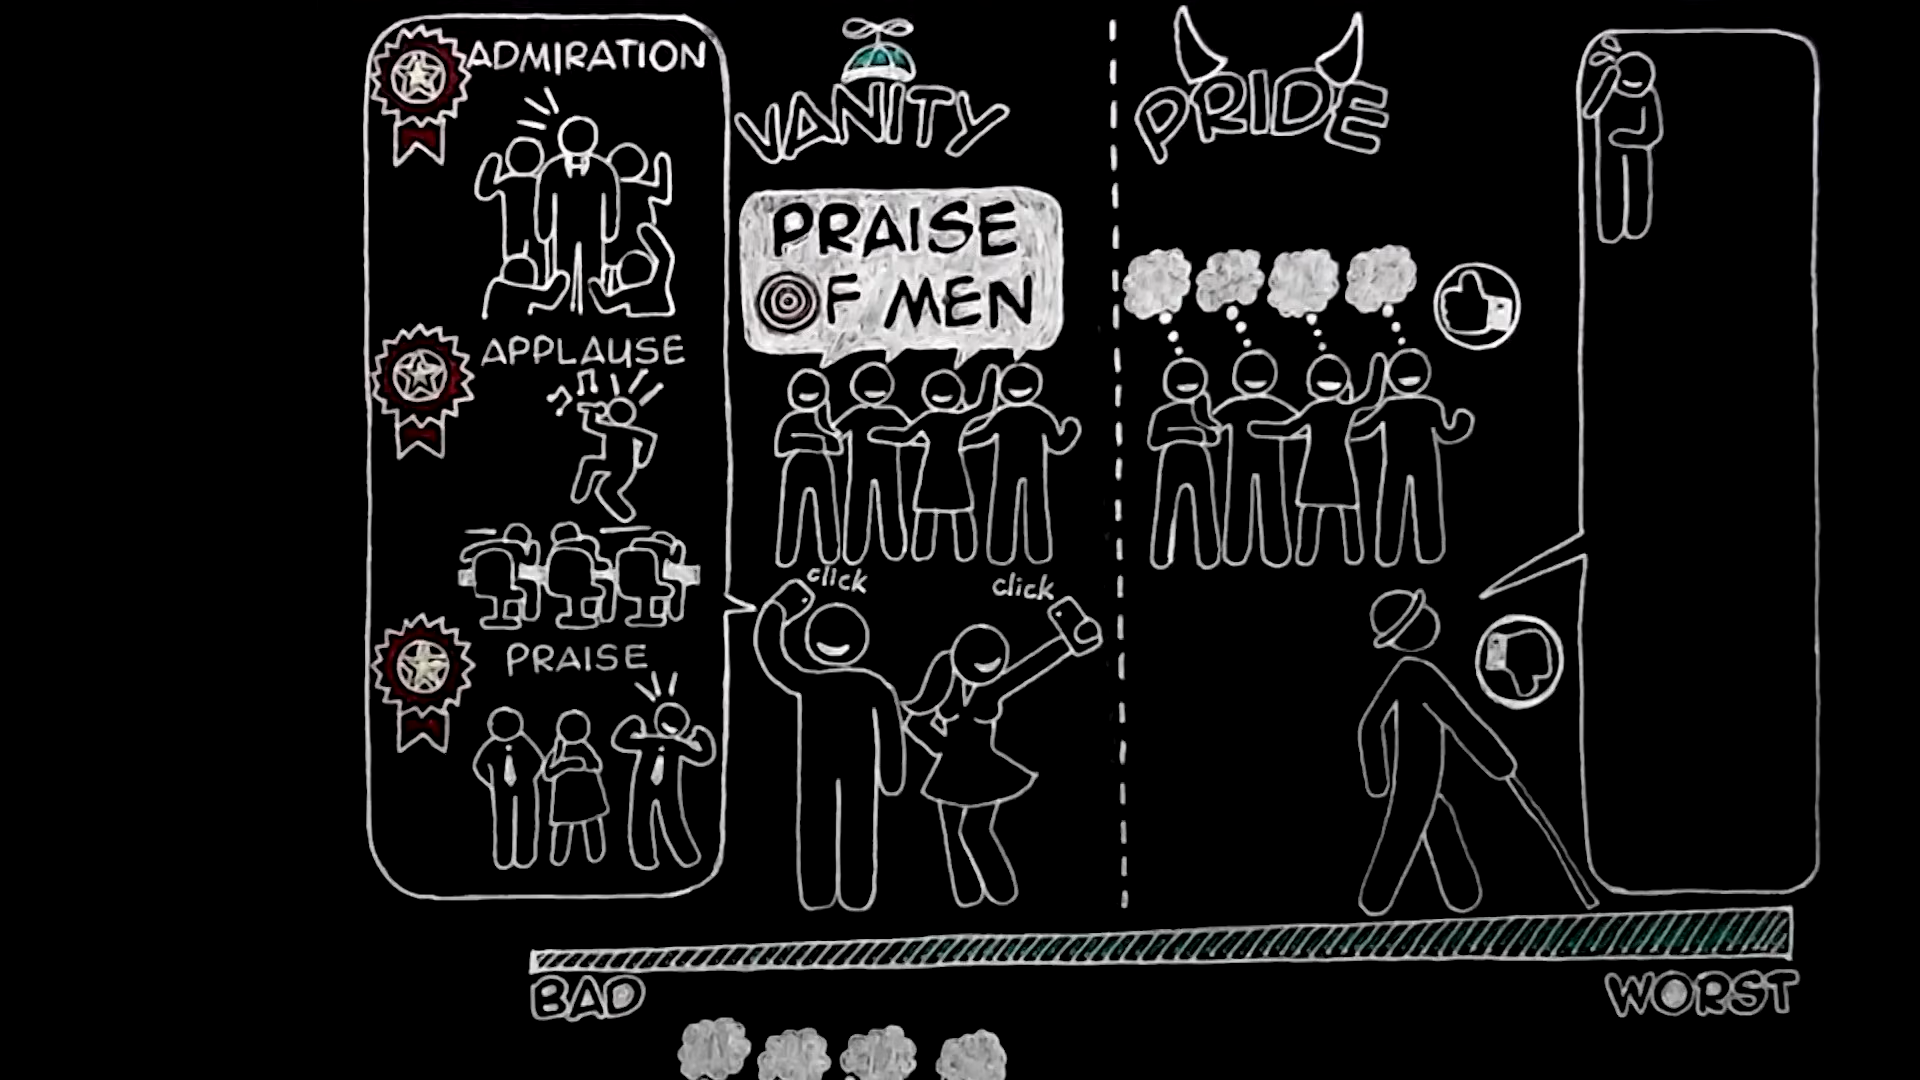 ADMIRATION
APPLAUSE
PRAISE
VANITY
PRAISE
OF MEN
click
click
PRIDE
BAD
WORST